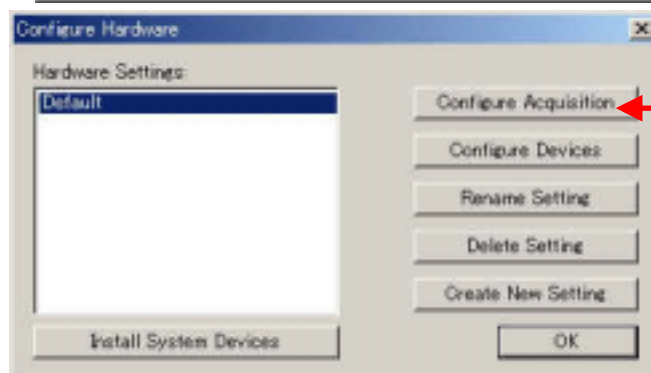 Configure Hardware
Hardware Settings:
Default
Configure Acquisition
Configure Devices
Rename Setting
Delete Setting
Create New Setting
Install System Devices
OK